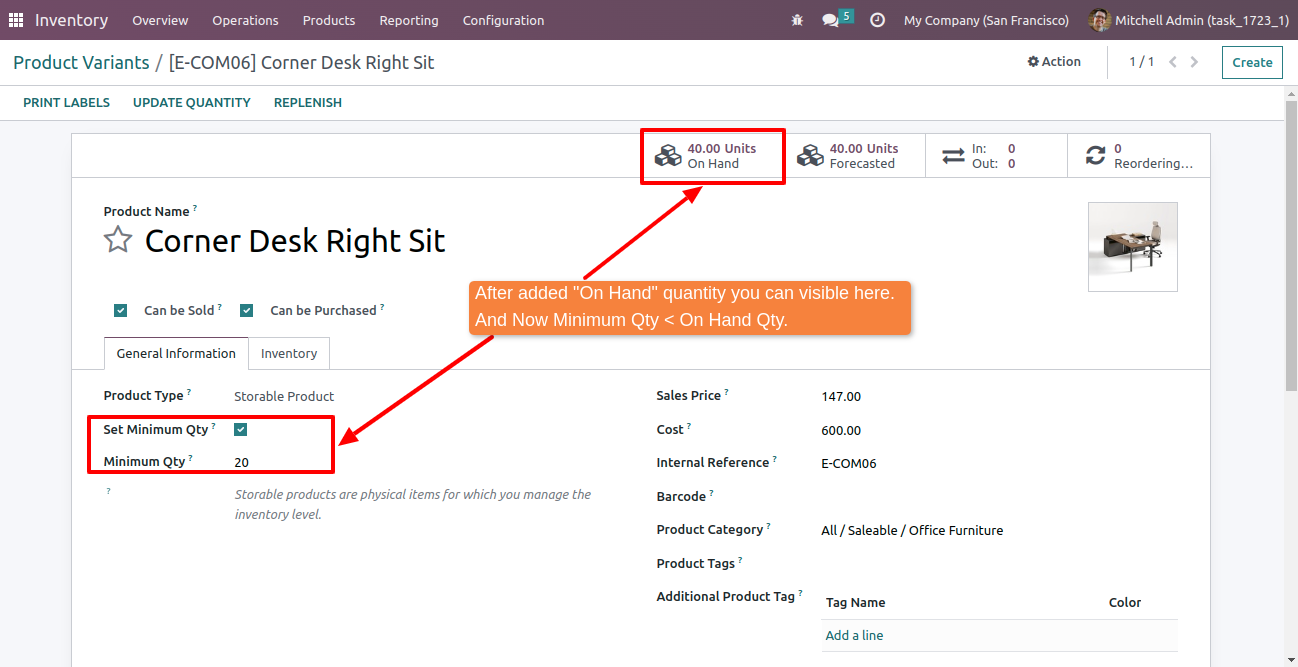 Inventory Overview Operations Products Reporting Configuration 5 My Company (San Francisco) Mitchell Admin (task_1723_1)
Product Variants / [E-COM06] Corner Desk Right Sit Action 1 / 1 Create
PRINT LABELS UPDATE QUANTITY REPLENISH
40.00 Units
On Hand
40.00 Units
Forecasted
In: 0
Out: 0
0
Reordering...
Product Name ?
Corner Desk Right Sit
After added "On Hand" quantity you can visible here.
And Now Minimum Qty < On Hand Qty.
Can be Sold ? Can be Purchased ?
General Information Inventory
Product Type ? Storable Product
Set Minimum Qty ?
Minimum Qty ? 20
? Storable products are physical items for which you manage the
inventory level.
Sales Price ? 147.00
Cost ? 600.00
Internal Reference ? E-COM06
Barcode ?
Product Category ? All / Saleable / Office Furniture
Product Tags ?
Additional Product Tag ? Tag Name Color
Add a line